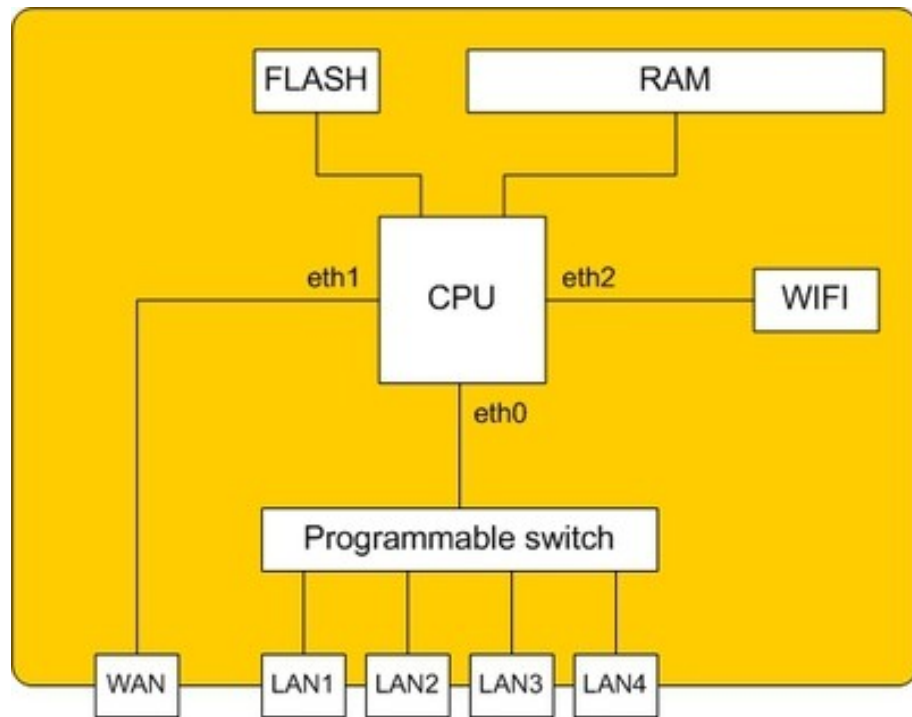 FLASH
RAM
eth1
CPU
eth2
WIFI
eth0
Programmable switch
WAN
LAN1
LAN2
LAN3
LAN4